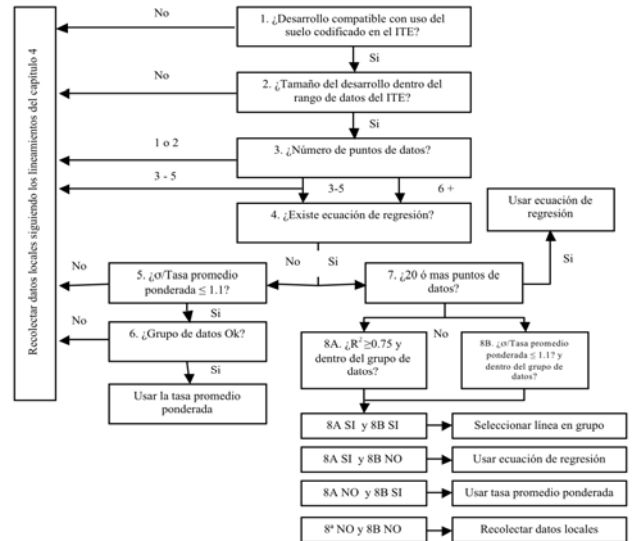 Recolectar datos locales siguiendo los lineamientos del capitulo 4
No
1. ¿Desarrollo compatible con uso del
suelo codificado en el ITE?
Si
No
2. ¿Tamaño del desarrollo dentro del
rango de datos del ITE?
Si
1 o 2
3. ¿Número de puntos de datos?
3 - 5
3-5
6 +
4. ¿Existe ecuación de regresión?
Usar ecuación de
regresión
No
Si
Si
No
5. ¿σ/Tasa promedio
ponderada ≤ 1.1?
7. ¿20 ó mas puntos de
datos?
Si
No
6. ¿Grupo de datos Ok?
Si
Usar la tasa promedio
ponderada
No
8A. ¿R² ≥0.75 y
dentro del grupo de
datos?
8B. ¿σ/Tasa promedio
ponderada ≤ 1.1? y
dentro del grupo de
datos?
8A SI y 8B SI
Seleccionar línea en grupo
8A SI y 8B NO
Usar ecuación de regresión
8A NO y 8B SI
Usar tasa promedio ponderada
8ª NO y 8B NO
Recolectar datos locales